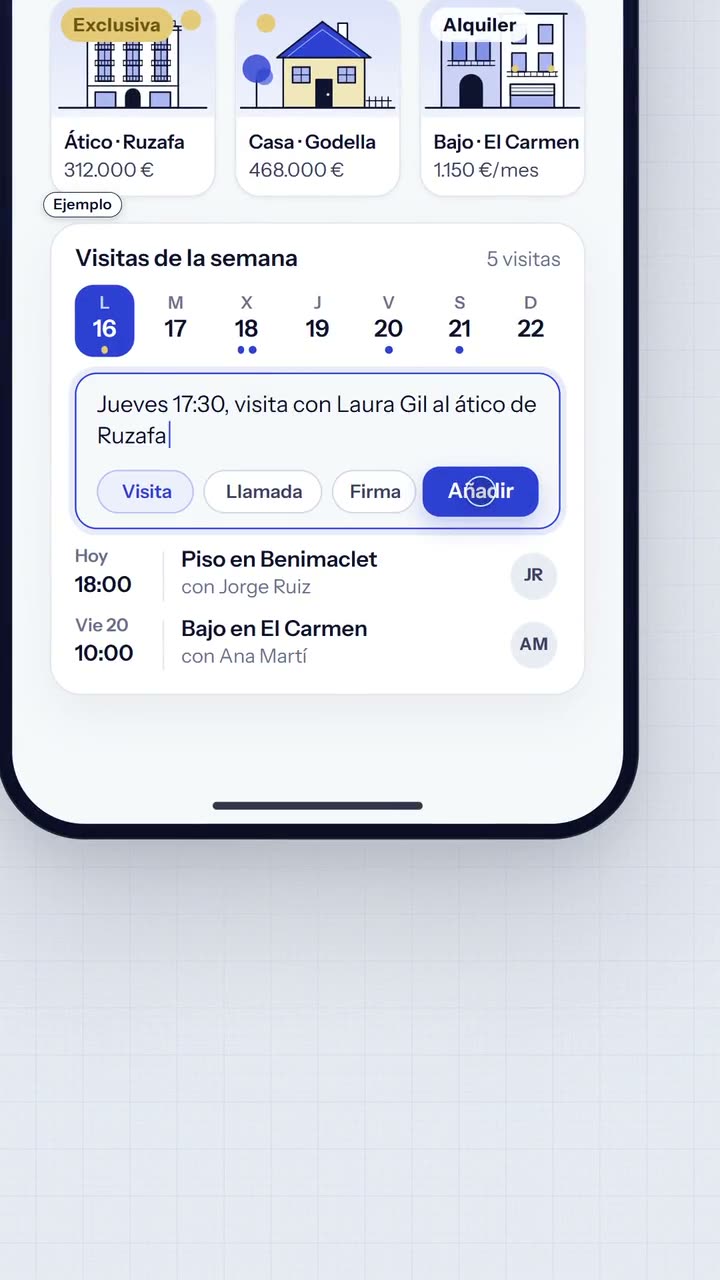 Exclusiva
Alquiler
Ático · Ruzafa
312.000 €
Casa · Godella
468.000 €
Bajo · El Carmen
1.150 €/mes
Ejemplo
Visitas de la semana
5 visitas
L M X J V S D
16 17 18 19 20 21 22
Jueves 17:30, visita con Laura Gil al ático de
Ruzafa
Visita Llamada Firma Añadir
Hoy
18:00
Piso en Benimaclet
con Jorge Ruiz
JR
Vie 20
10:00
Bajo en El Carmen
con Ana Martí
AM